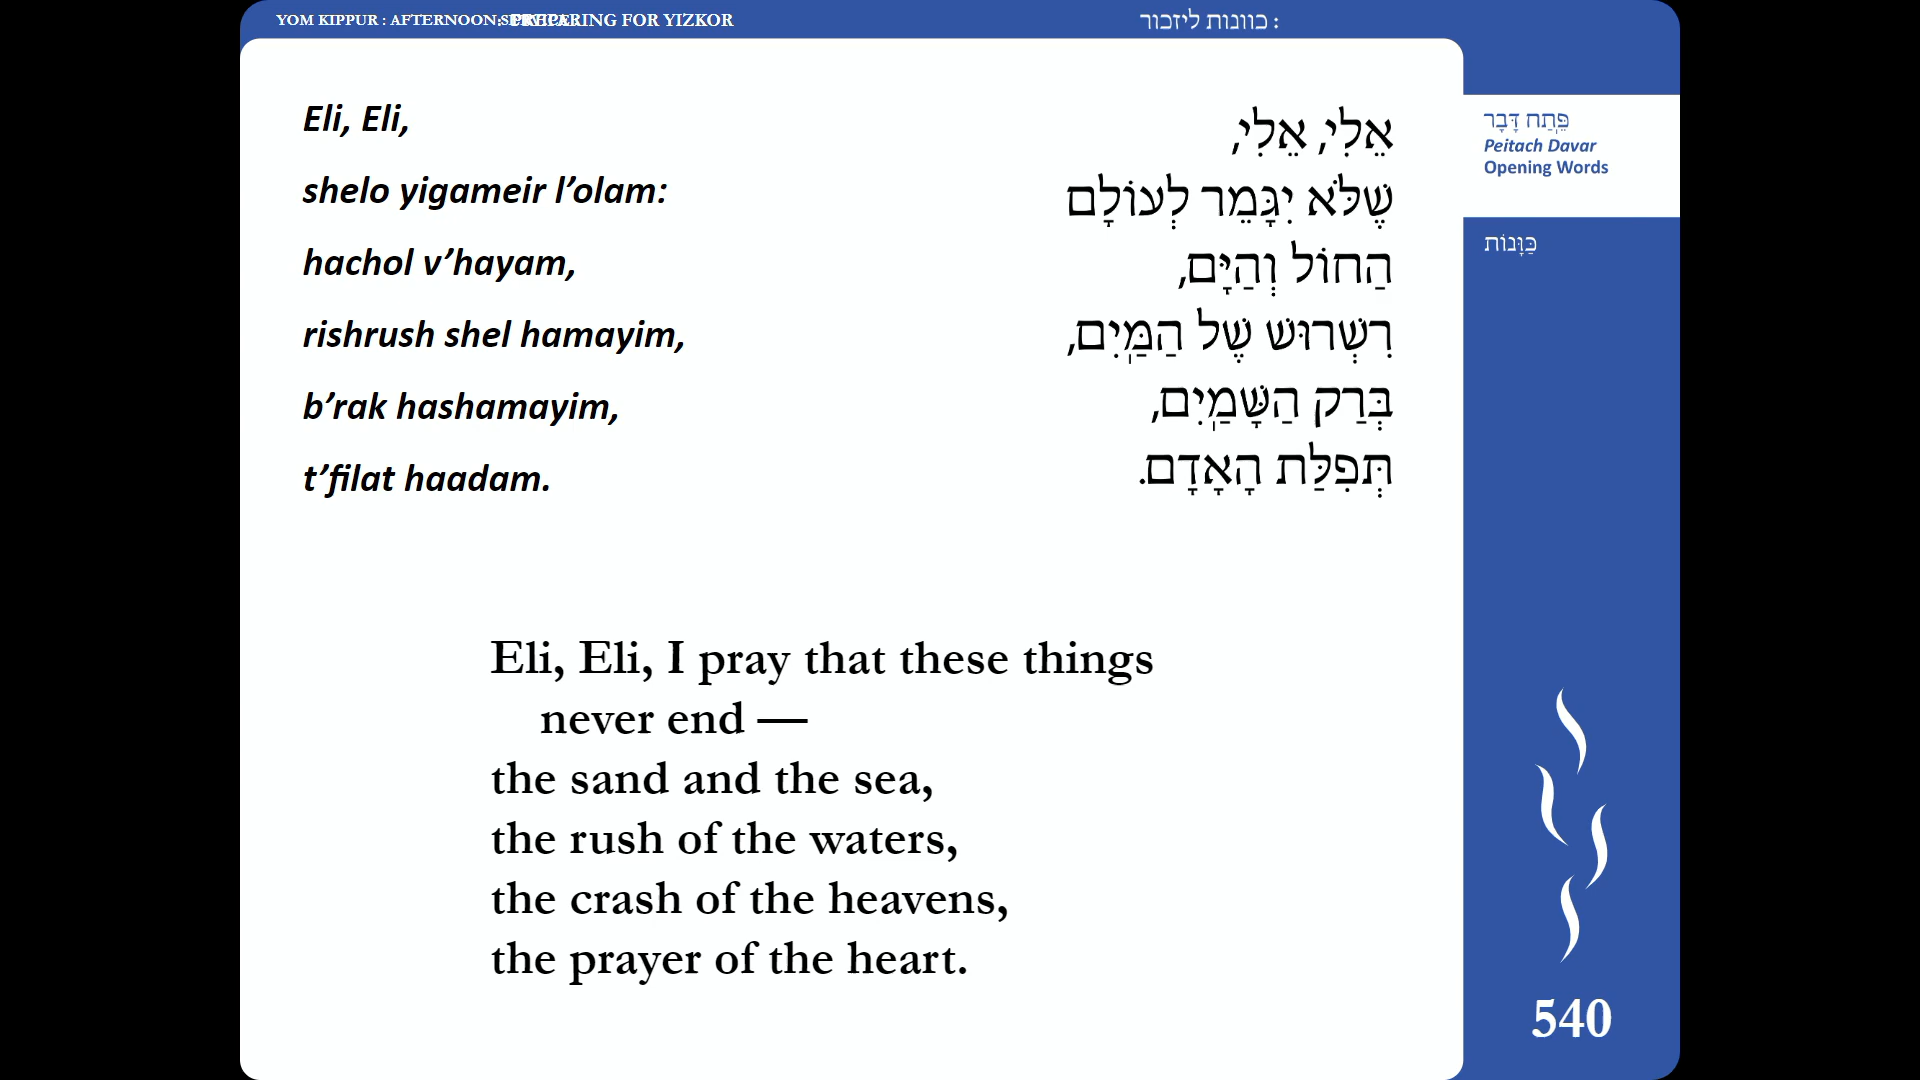 YOM KIPPUR : AFTERNOON : PREPARING FOR YIZKOR
כוונות ליזכור :
Eli, Eli,
shelo yigameir l’olam:
hachol v’hayam,
rishrush shel hamayim,
b’rak hashamayim,
t’filat haadam.
אֵלִי, אֵלִי,
שֶׁלֹּא יִגָּמֵר לְעוֹלָם
הַחוֹל וְהַיָּם,
רִשְׁרוּשׁ שֶׁל הַמַּֽיִם,
בְּרַק הַשָּׁמַֽיִם,
תְּפִלַּת הָאָדָם.
Eli, Eli, I pray that these things
never end —
the sand and the sea,
the rush of the waters,
the crash of the heavens,
the prayer of the heart.
פֵּֽתַח דָּבָר
Peitach Davar
Opening Words
כַּוָּנוֹת
540